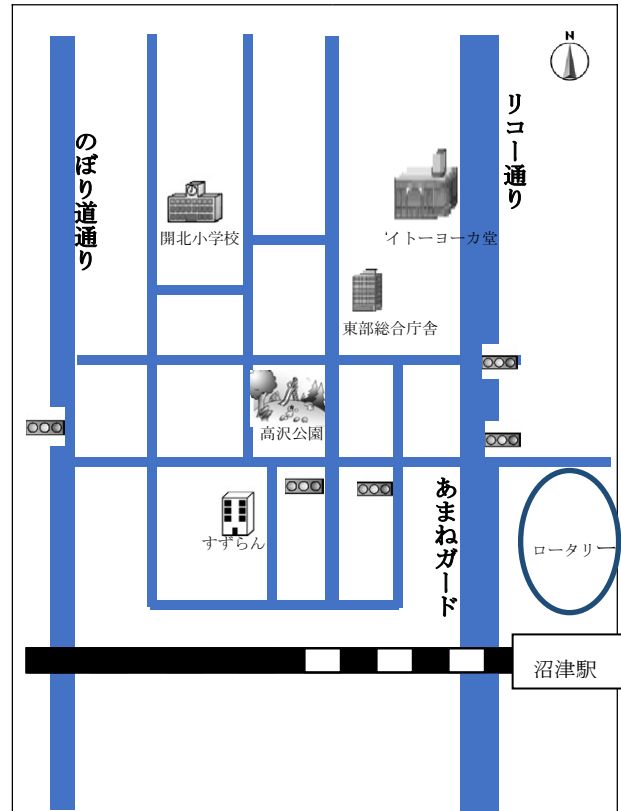 N
リコー通り
のぼり道通り
開北小学校
イトーヨーカ堂
東部総合庁舎
高沢公園
あまねガード
すずらん
ロータリー
沼津駅